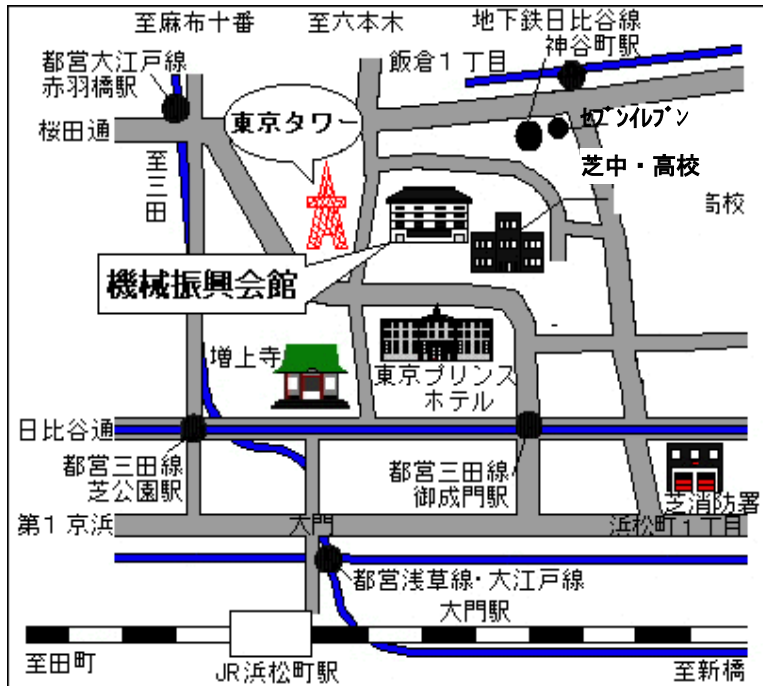 至麻布十番
至六本木
地下鉄日比谷線
神谷町駅
都営大江戸線
赤羽橋駅
飯倉1丁目
東京タワー
ｾﾌﾞﾝｲﾚﾌﾞﾝ
桜田通
至三田
芝中・高校
高校
機械振興会館
増上寺
東京プリンス
ホテル
日比谷通
都営三田線
芝公園駅
都営三田線
御成門駅
芝消防署
第1京浜
大門
浜松町1丁目
都営浅草線・大江戸線
大門駅
至田町
JR浜松町駅
至新橋